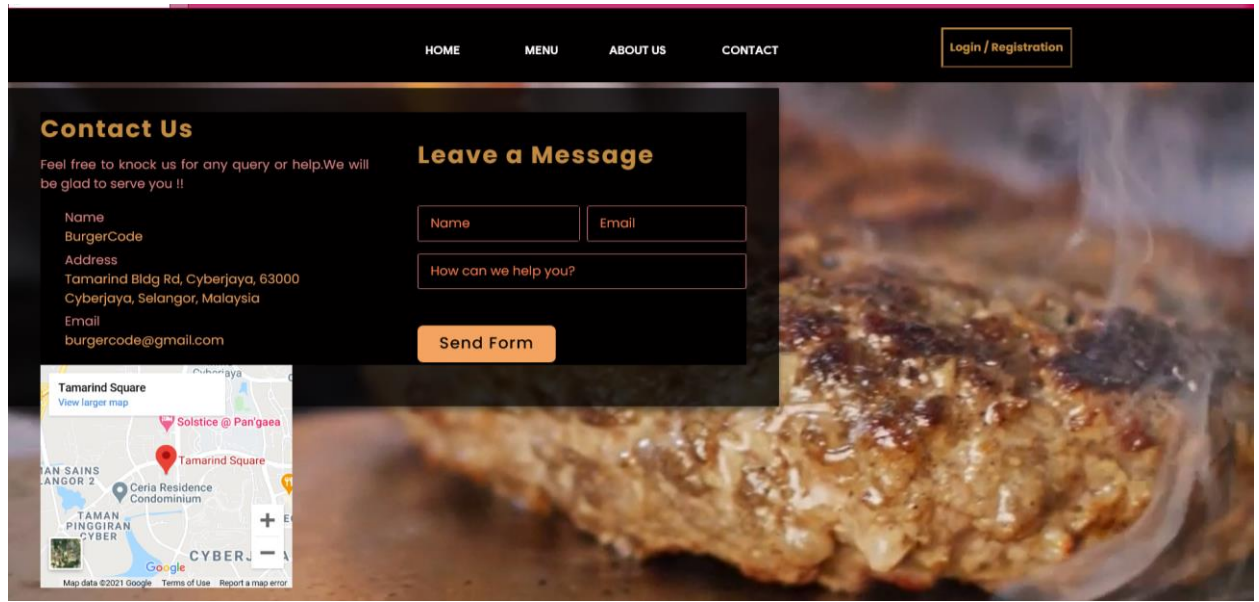 HOME MENU ABOUT US CONTACT Login / Registration
Contact Us
Feel free to knock us for any query or help.We will
be glad to serve you !!
Name
BurgerCode
Address
Tamarind Bldg Rd, Cyberjaya, 63000
Cyberjaya, Selangor, Malaysia
Email
burgercode@gmail.com
Leave a Message
Name Email
How can we help you?
Send Form
Cyberjaya
Tamarind Square
View larger map
Solstice @ Pan'gaea
Tamarind Square
Ceria Residence
Condominium
TAMAN
PINGGIRAN
CYBER
Google
Map data ©2021 Google Terms of Use Report a map error